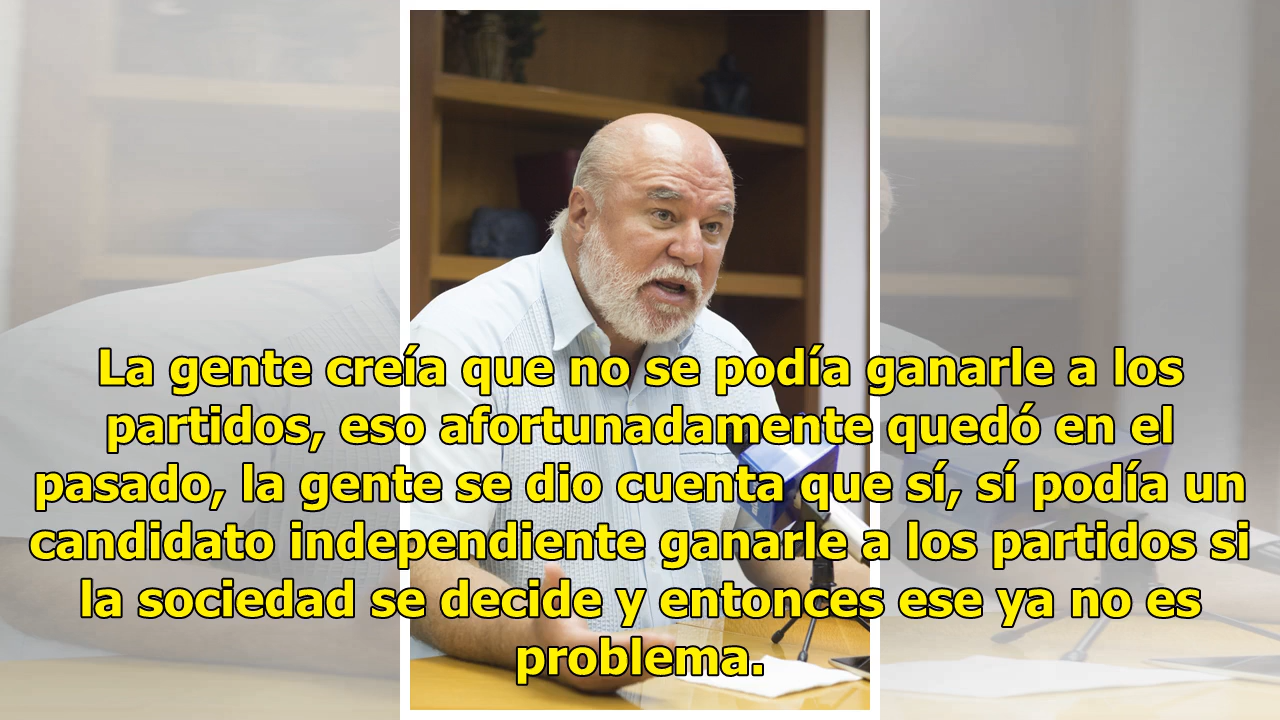 La gente creía que no se podía ganarle a los
partidos, eso afortunadamente quedó en el
pasado, la gente se dio cuenta que sí, sí podía un
candidato independiente ganarle a los partidos si
la sociedad se decide y entonces ese ya no es
problema.